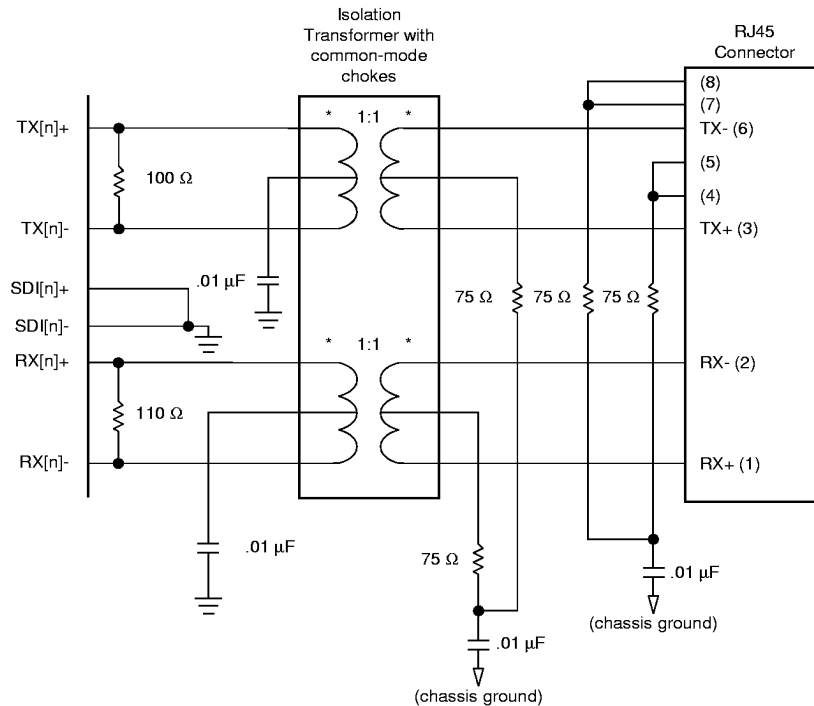 Isolation
Transformer with
common-mode
chokes
RJ45
Connector
(8)
(7)
TX[n]+
* 1:1 *
TX- (6)
(5)
100 Ω
(4)
TX[n]-
TX+ (3)
.01 µF
SDI[n]+
75 Ω 75 Ω 75 Ω
SDI[n]-
* 1:1 *
RX[n]+
RX- (2)
110 Ω
RX[n]-
RX+ (1)
.01 µF
75 Ω
.01 µF
(chassis ground)
.01 µF
(chassis ground)